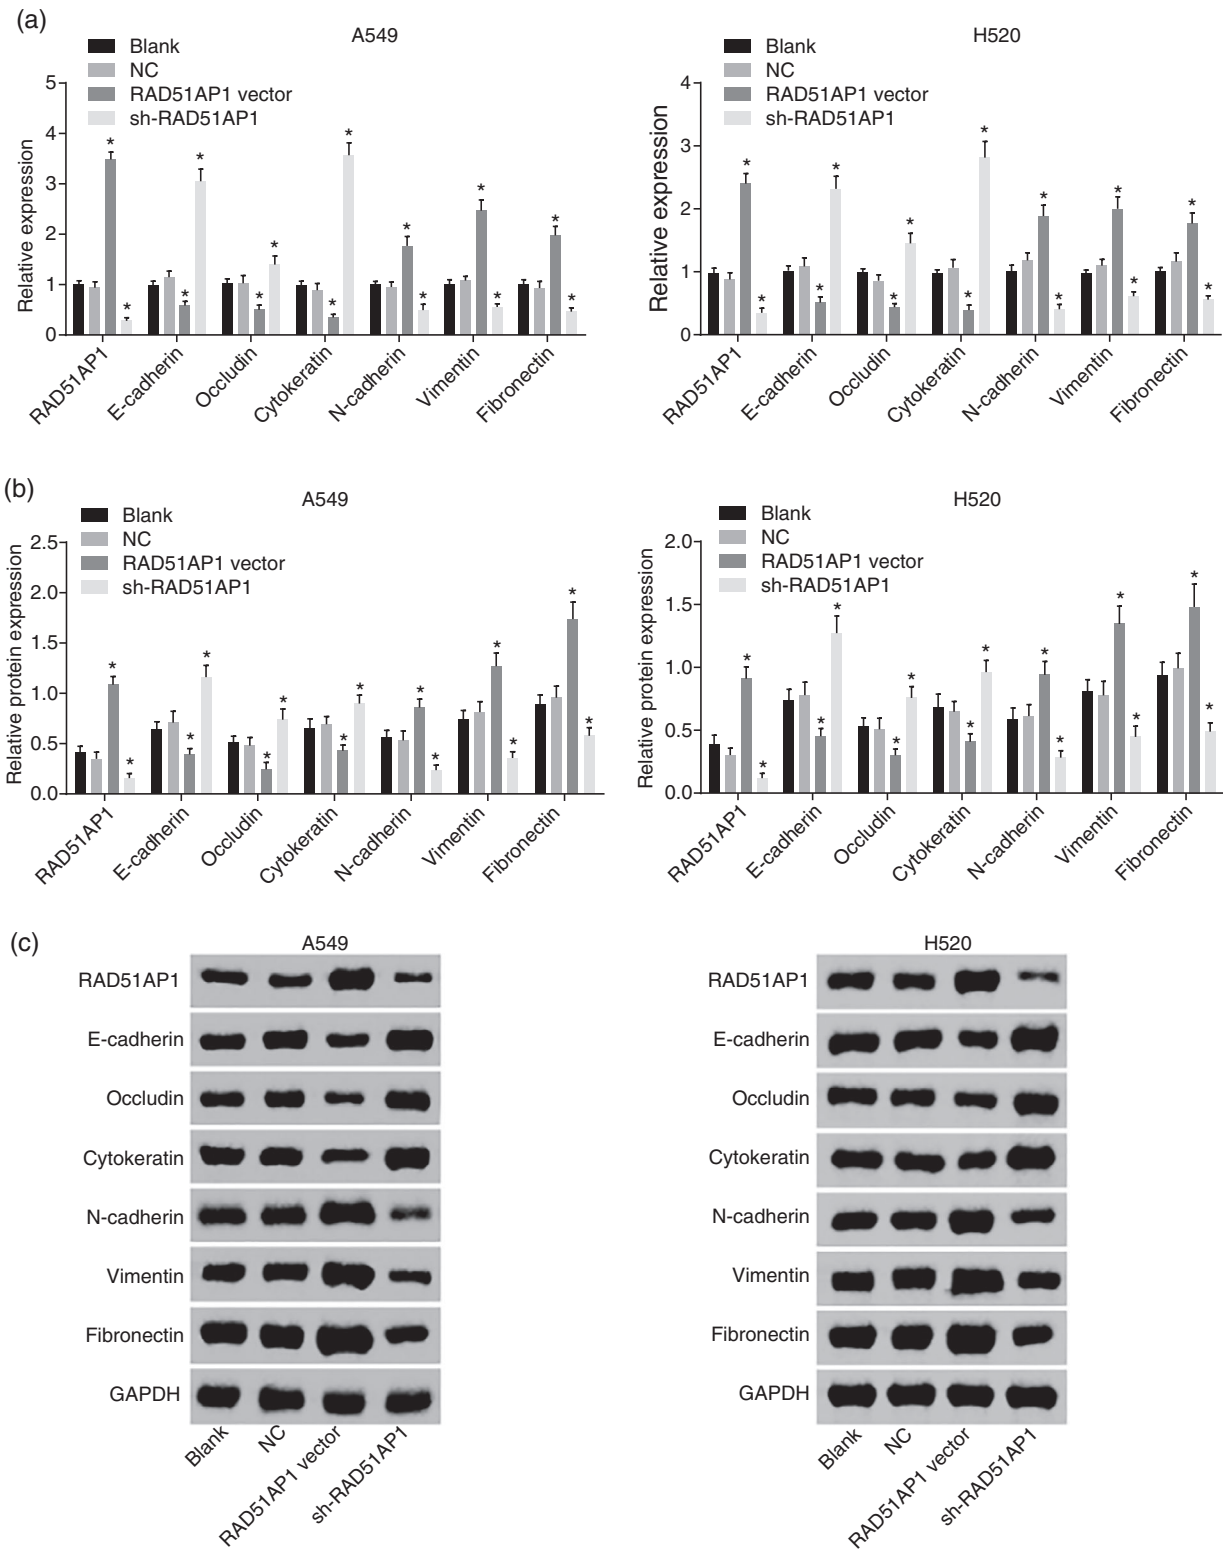 (a)
A549
Blank
NC
RAD51AP1 vector
sh-RAD51AP1
Relative expression
5
4
3
2
1
0
* * * * * * * * * * * * * *
RAD51AP1
E-cadherin
Occludin
Cytokeratin
N-cadherin
Vimentin
Fibronectin
H520
Blank
NC
RAD51AP1 vector
sh-RAD51AP1
Relative expression
4
3
2
1
0
* * * * * * * * * * * * * *
RAD51AP1
E-cadherin
Occludin
Cytokeratin
N-cadherin
Vimentin
Fibronectin
(b)
A549
Blank
NC
RAD51AP1 vector
sh-RAD51AP1
Relative protein expression
2.5
2.0
1.5
1.0
0.5
0.0
* * * * * * * * * * * * * *
RAD51AP1
E-cadherin
Occludin
Cytokeratin
N-cadherin
Vimentin
Fibronectin
H520
Blank
NC
RAD51AP1 vector
sh-RAD51AP1
Relative protein expression
2.0
1.5
1.0
0.5
0.0
* * * * * * * * * * * * * *
RAD51AP1
E-cadherin
Occludin
Cytokeratin
N-cadherin
Vimentin
Fibronectin
(c)
A549
RAD51AP1
E-cadherin
Occludin
Cytokeratin
N-cadherin
Vimentin
Fibronectin
GAPDH
Blank
NC
RAD51AP1 vector
sh-RAD51AP1
H520
RAD51AP1
E-cadherin
Occludin
Cytokeratin
N-cadherin
Vimentin
Fibronectin
GAPDH
Blank
NC
RAD51AP1 vector
sh-RAD51AP1